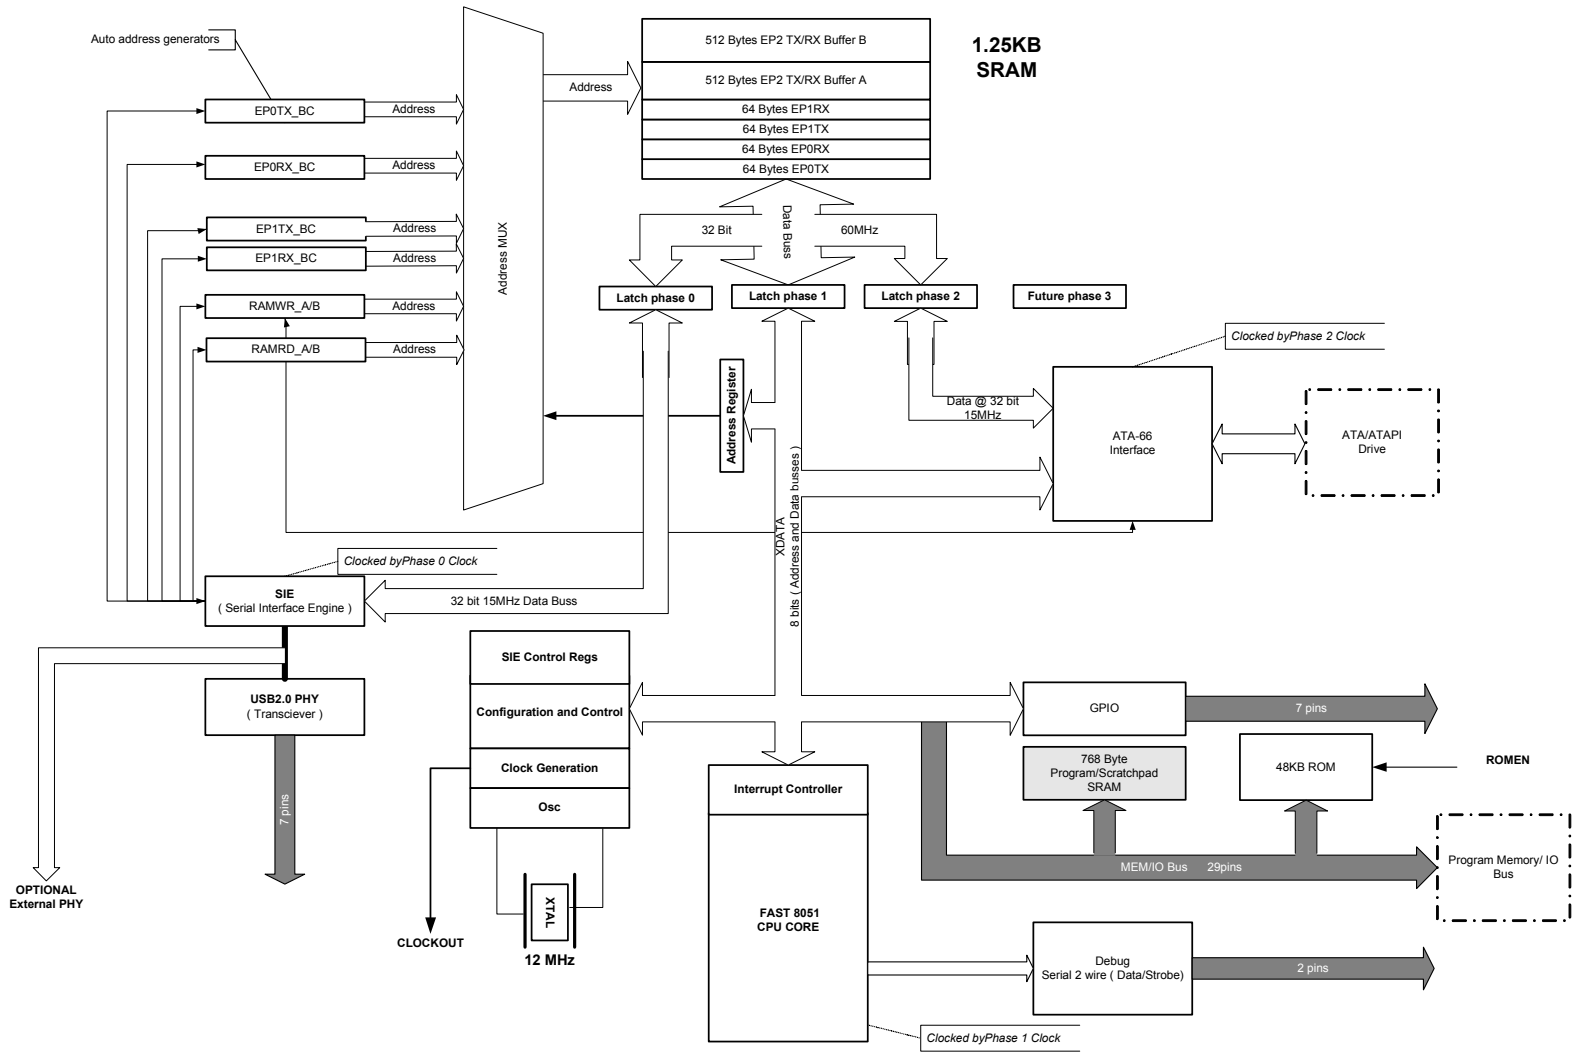 Auto address generators
EP0TX_BC
Address
EP0RX_BC
Address
EP1TX_BC
Address
EP1RX_BC
Address
RAMWR_A/B
Address
RAMRD_A/B
Address
Address MUX
Address
512 Bytes EP2 TX/RX Buffer B
512 Bytes EP2 TX/RX Buffer A
64 Bytes EP1RX
64 Bytes EP1TX
64 Bytes EP0RX
64 Bytes EP0TX
1.25KB
SRAM
32 Bit
Data Buss
60MHz
Latch phase 0
Latch phase 1
Latch phase 2
Future phase 3
Clocked byPhase 2 Clock
Address Register
Data @ 32 bit
15MHz
ATA-66
Interface
ATA/ATAPI
Drive
XDATA
8 bits ( Address and Data busses )
Clocked byPhase 0 Clock
SIE
( Serial Interface Engine )
32 bit 15MHz Data Buss
USB2.0 PHY
( Transciever )
7 pins
OPTIONAL
External PHY
SIE Control Regs
Configuration and Control
Clock Generation
Osc
XTAL
12 MHz
CLOCKOUT
Interrupt Controller
FAST 8051
CPU CORE
Clocked byPhase 1 Clock
GPIO
7 pins
768 Byte
Program/Scratchpad
SRAM
48KB ROM
ROMEN
MEM/IO Bus 29pins
Program Memory/ IO
Bus
Debug
Serial 2 wire ( Data/Strobe)
2 pins